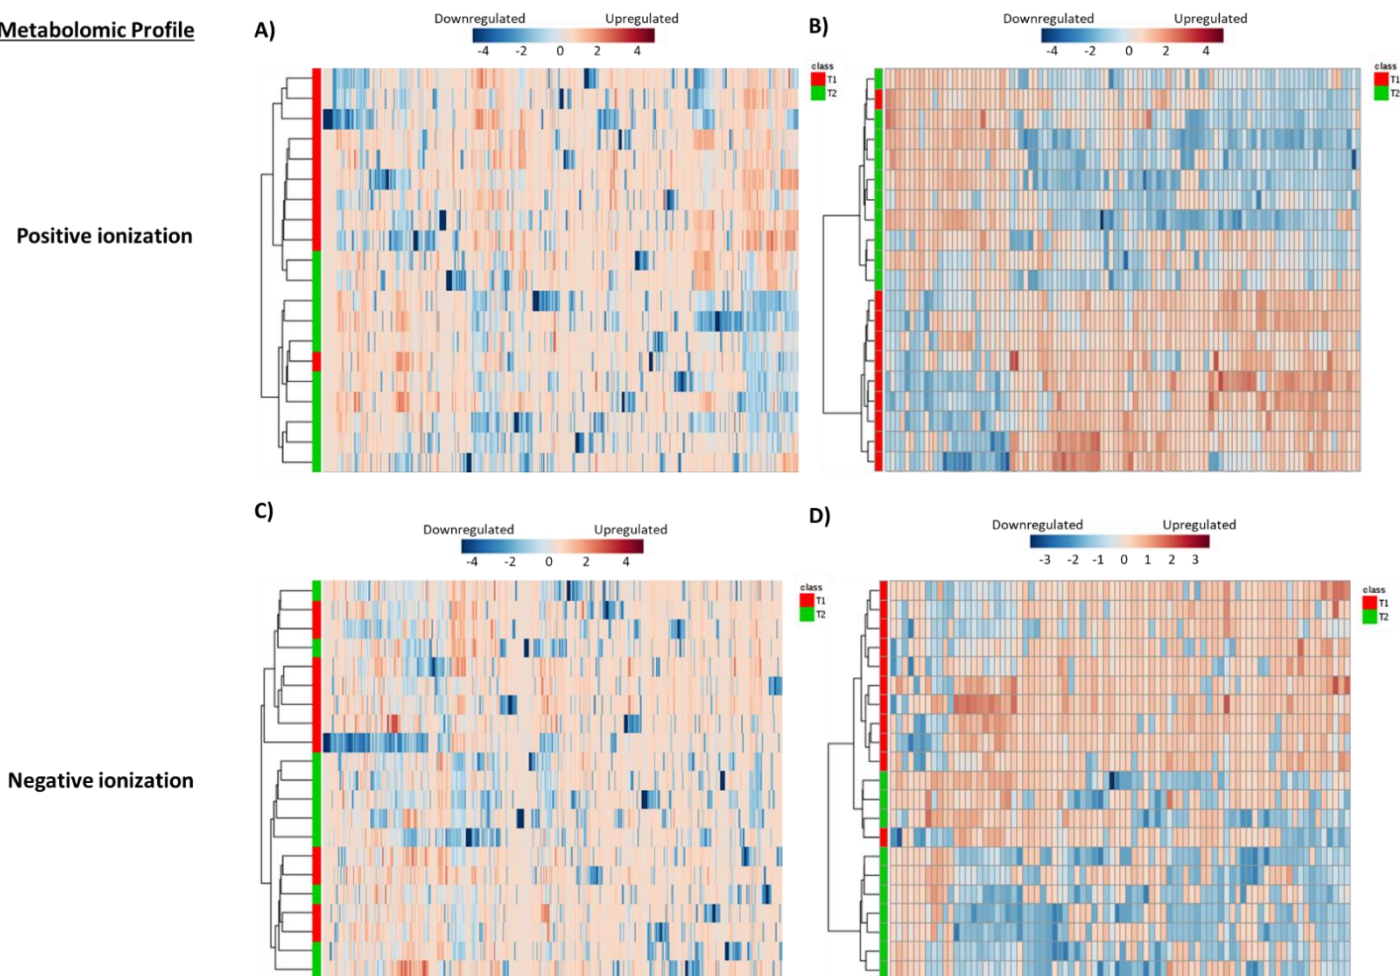 Metabolomic Profile
A)
Downregulated Upregulated
-4 -2 0 2 4
class
T1
T2
B)
Downregulated Upregulated
-4 -2 0 2 4
class
T1
T2
Positive ionization
C)
Downregulated Upregulated
-4 -2 0 2 4
class
T1
T2
D)
Downregulated Upregulated
-3 -2 -1 0 1 2 3
class
T1
T2
Negative ionization